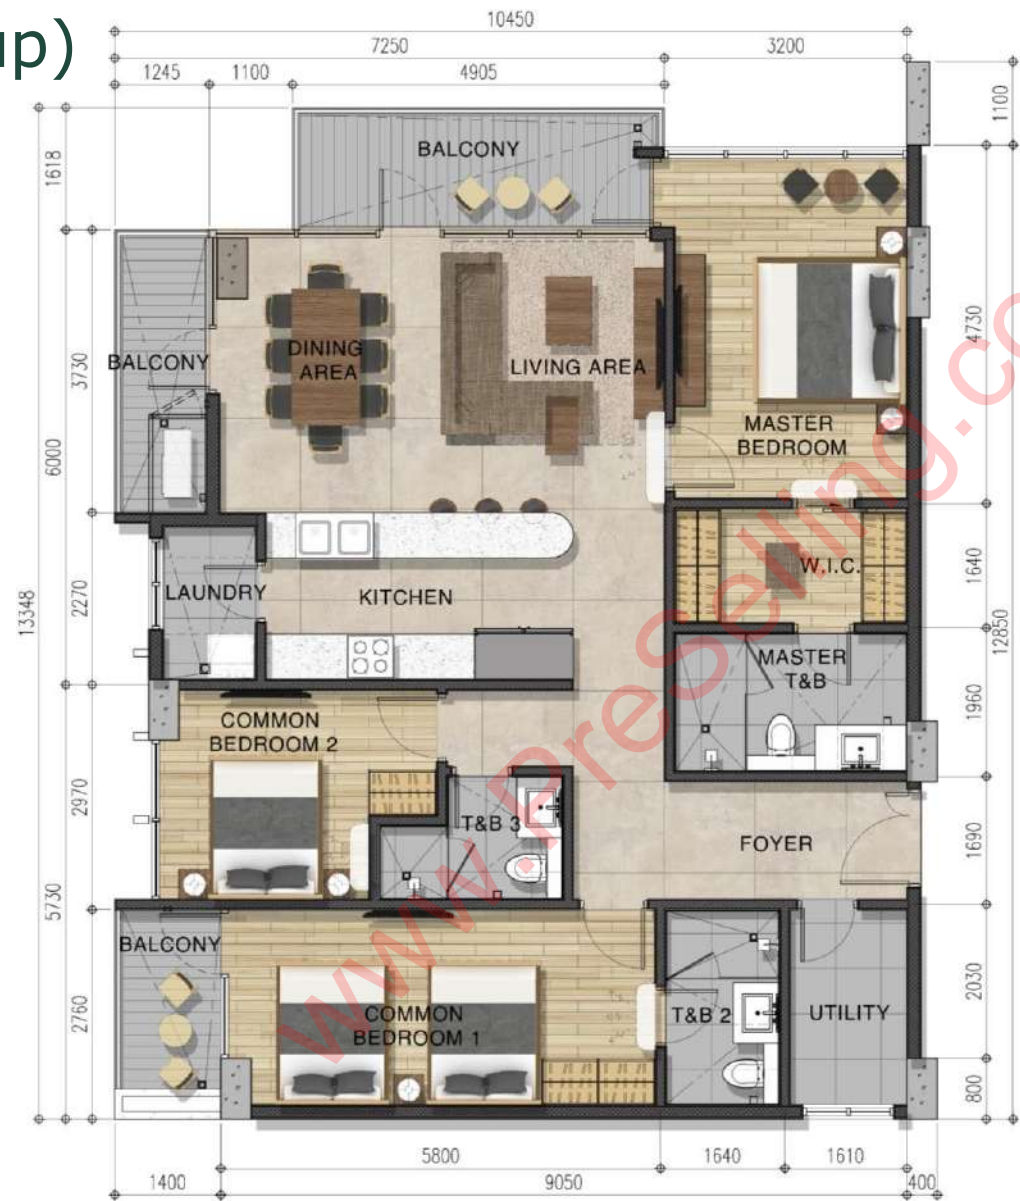 up)
10450
7250
3200
1245
1100
4905
1100
1618
BALCONY
3730
6000
BALCONY
DINING
AREA
LIVING AREA
4730
MASTER
BEDROOM
13348
2270
LAUNDRY
KITCHEN
W.I.C.
1640
12850
MASTER
T&B
1960
COMMON
BEDROOM 2
2970
T&B 3
FOYER
1690
5730
BALCONY
2760
COMMON
BEDROOM 1
T&B 2
UTILITY
2030
800
5800
1640
1610
1400
9050
400
www.PreSelling.co